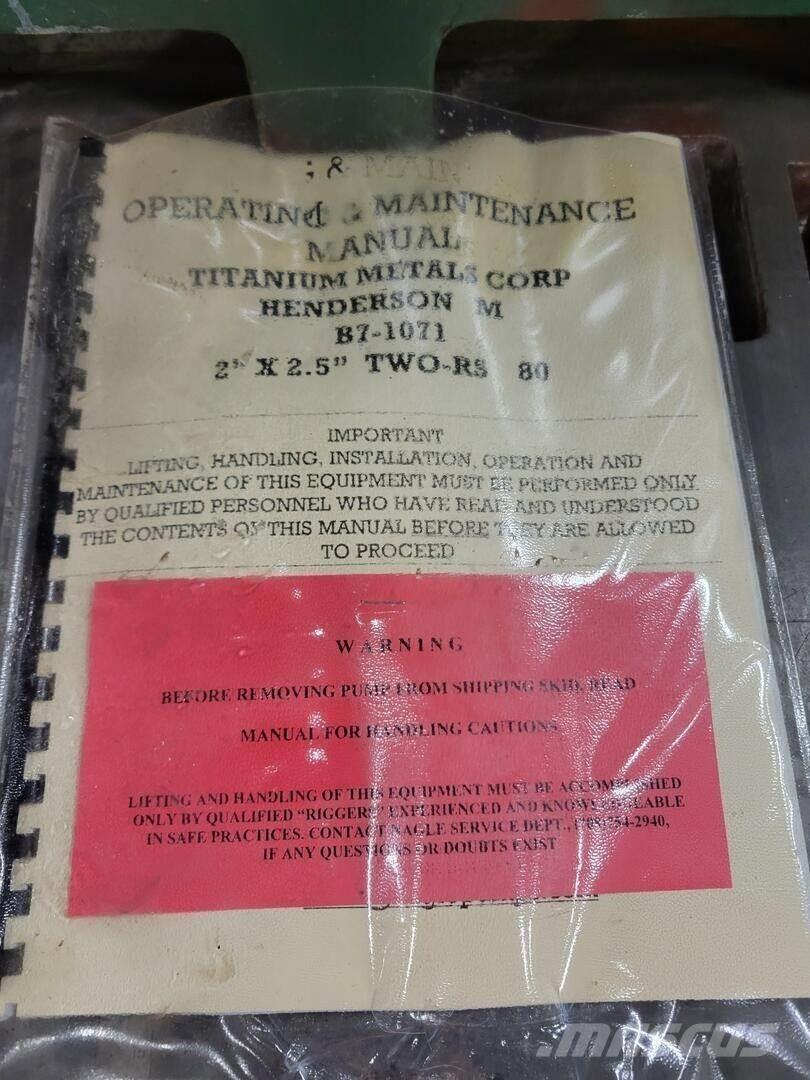 ; & MAIN
OPERATING & MAINTENANCE
MANUAL
TITANIUM METALS CORP
HENDERSON M
B7-1071
2" X 2.5" TWO-RS 80
IMPORTANT
LIFTING, HANDLING, INSTALLATION, OPERATION AND
MAINTENANCE OF THIS EQUIPMENT MUST BE PERFORMED ONLY
BY QUALIFIED PERSONNEL WHO HAVE READ AND UNDERSTOOD
THE CONTENTS OF THIS MANUAL BEFORE THEY ARE ALLOWED
TO PROCEED
WARNING
BEFORE REMOVING PUMP FROM SHIPPING SKID, READ
MANUAL FOR HANDLING CAUTIONS.
LIFTING AND HANDLING OF THIS EQUIPMENT MUST BE ACCOMPLISHED
ONLY BY QUALIFIED "RIGGERS" EXPERIENCED AND KNOWLEDGEABLE
IN SAFE PRACTICES. CONTACT NAGLE SERVICE DEPT., 754-2940,
IF ANY QUESTIONS OR DOUBTS EXIST
MASCUS